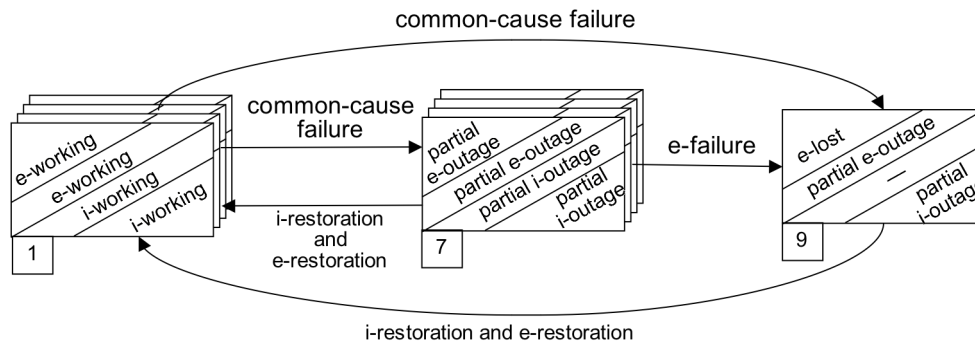 common-cause failure
e-working
e-working
i-working
i-working
1
common-cause
failure
i-restoration
and
e-restoration
partial
e-outage
partial e-outage
partial i-outage
partial
i-outage
7
e-failure
e-lost
partial e-outage
—
partial
i-outage
9
i-restoration and e-restoration